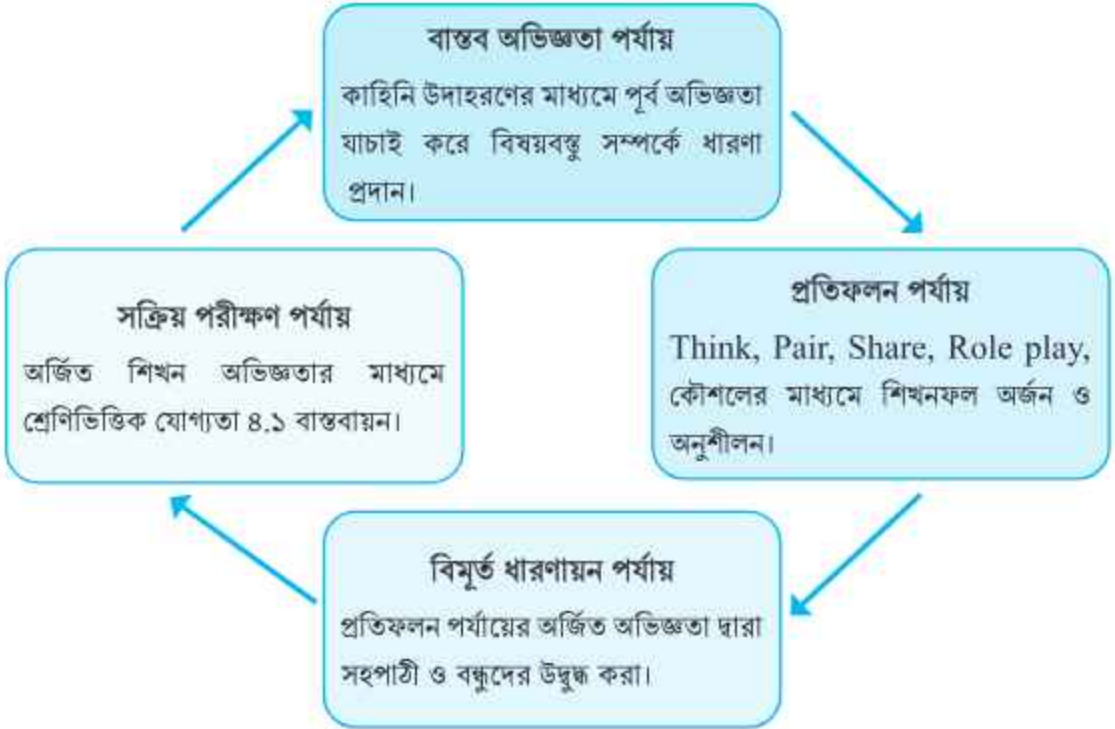 বাস্তব অভিজ্ঞতা পর্যায়
কাহিনি উদাহরণের মাধ্যমে পূর্ব অভিজ্ঞতা
যাচাই করে বিষয়বস্তু সম্পর্কে ধারণা
প্রদান।
প্রতিফলন পর্যায়
Think, Pair, Share, Role play,
কৌশলের মাধ্যমে শিখনফল অর্জন ও
অনুশীলন।
বিমূর্ত ধারণায়ন পর্যায়
প্রতিফলন পর্যায়ের অর্জিত অভিজ্ঞতা দ্বারা
সহপাঠী ও বন্ধুদের উদ্বুদ্ধ করা।
সক্রিয় পরীক্ষণ পর্যায়
অর্জিত শিখন অভিজ্ঞতার মাধ্যমে
শ্রেণিভিত্তিক যোগ্যতা ৪.১ বাস্তবায়ন।